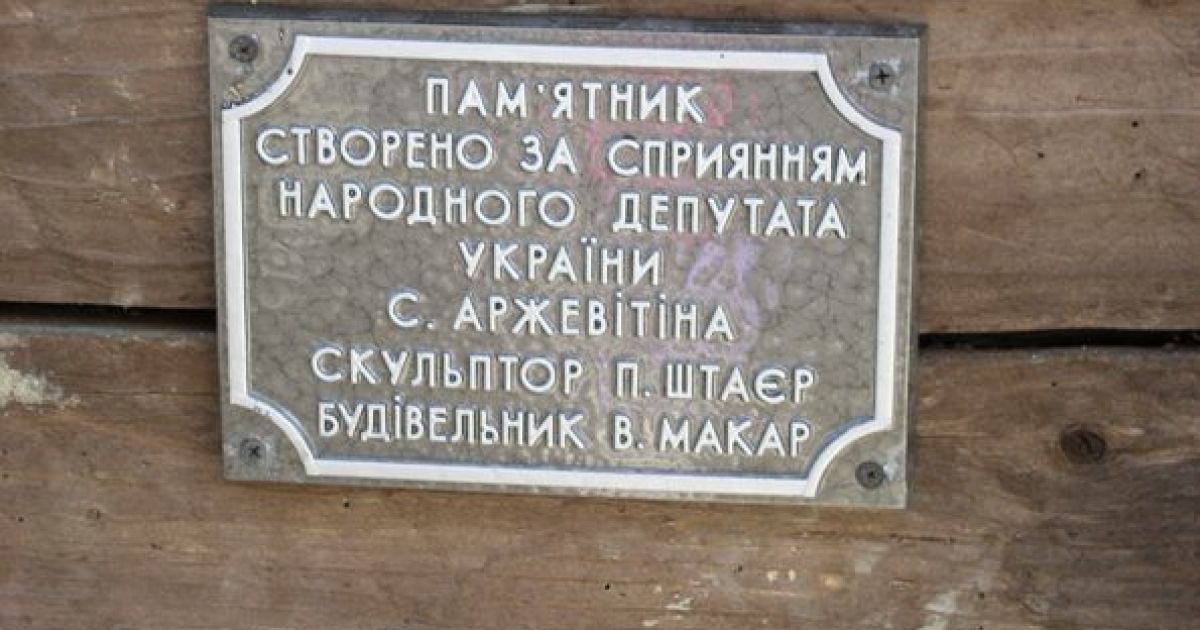 ПАМ'ЯТНИК
СТВОРЕНО ЗА СПРИЯННЯМ
НАРОДНОГО ДЕПУТАТА
УКРАЇНИ
С. АРЖЕВІТІНА
СКУЛЬПТОР П. ШТАЄР
БУДІВЕЛЬНИК В. МАКАР